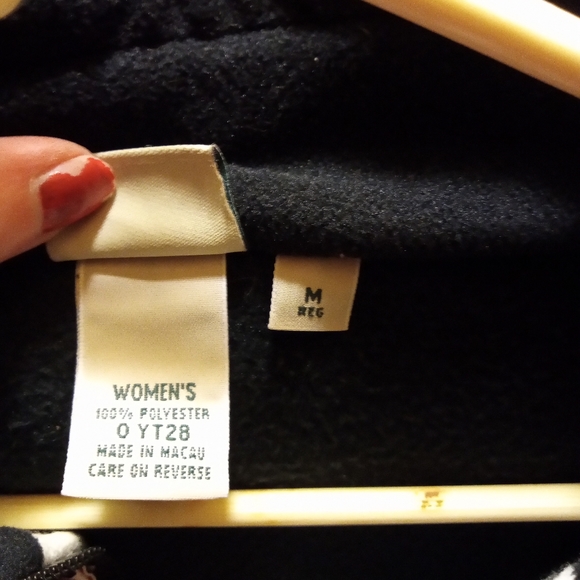 M
REG
WOMEN'S
100% POLYESTER
0 YT28
MADE IN MACAU
CARE ON REVERSE